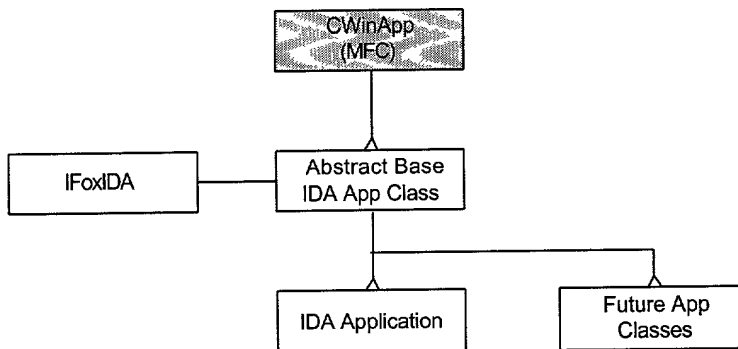 CWinApp
(MFC)
IFoxIDA
Abstract Base
IDA App Class
IDA Application
Future App
Classes